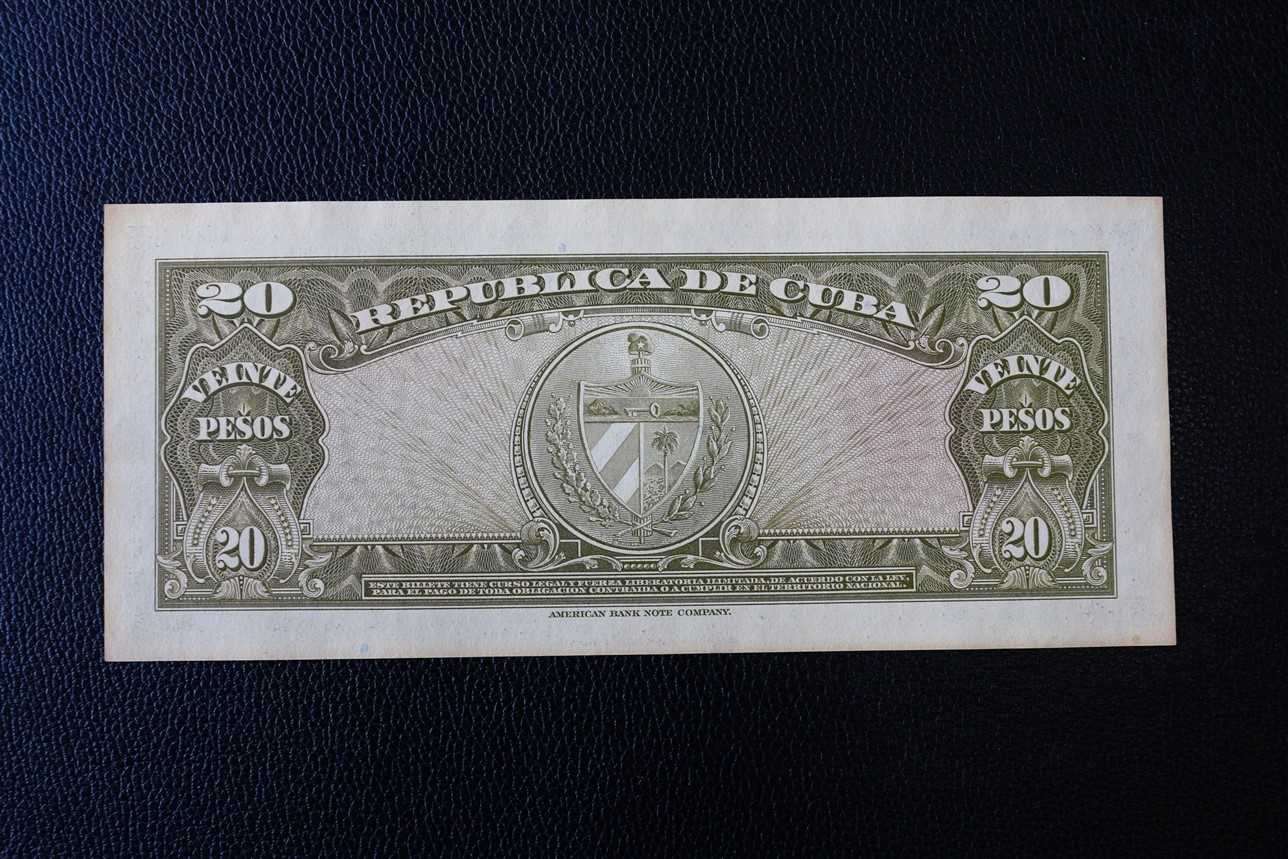 REPUBLICA DE CUBA
20
20
VEINTE
PESOS
VEINTE
PESOS
20
20
ESTE BILLETE TIENE CURSO LEGAL Y FUERZA LIBERATORIA ILIMITADA, DE ACUERDO CON LA LEY,
PARA EL PAGO DE TODA OBLIGACION CONTRAIDA O A CUMPLIR EN EL TERRITORIO NACIONAL.
AMERICAN BANK NOTE COMPANY.